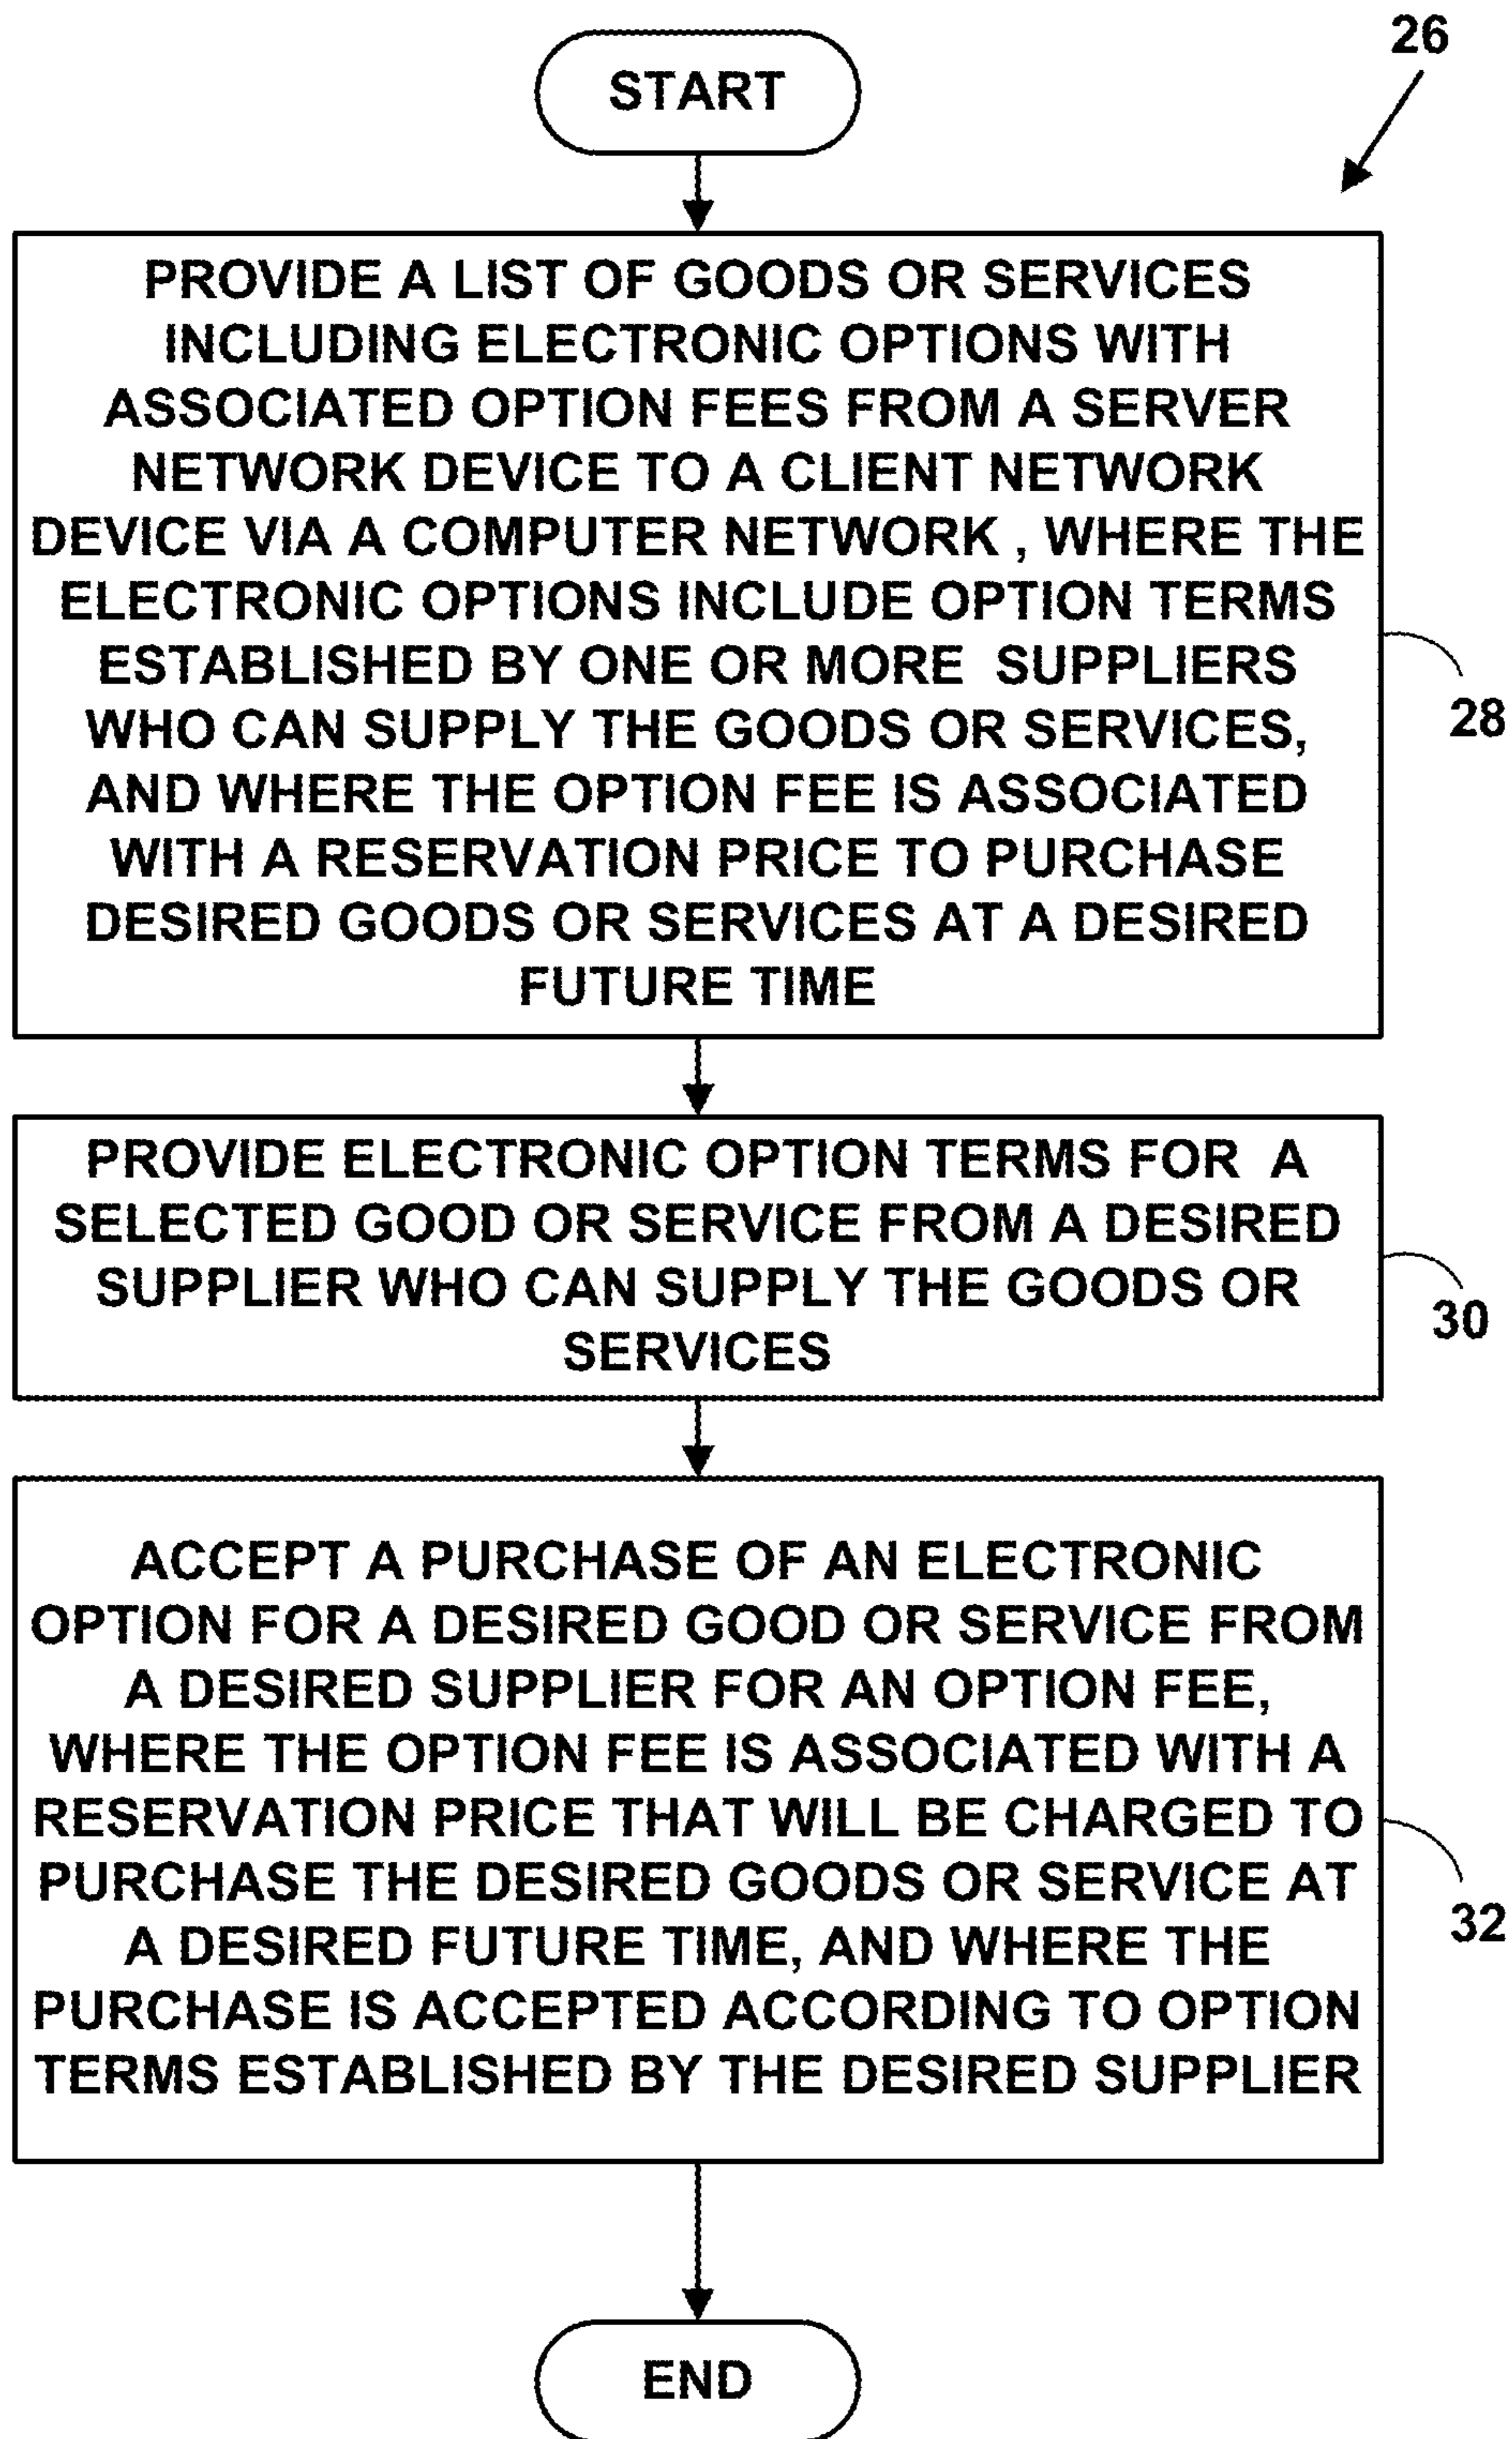 26
START
PROVIDE A LIST OF GOODS OR SERVICES
INCLUDING ELECTRONIC OPTIONS WITH
ASSOCIATED OPTION FEES FROM A SERVER
NETWORK DEVICE TO A CLIENT NETWORK
DEVICE VIA A COMPUTER NETWORK , WHERE THE
ELECTRONIC OPTIONS INCLUDE OPTION TERMS
ESTABLISHED BY ONE OR MORE SUPPLIERS
WHO CAN SUPPLY THE GOODS OR SERVICES,
AND WHERE THE OPTION FEE IS ASSOCIATED
WITH A RESERVATION PRICE TO PURCHASE
DESIRED GOODS OR SERVICES AT A DESIRED
FUTURE TIME
28
PROVIDE ELECTRONIC OPTION TERMS FOR A
SELECTED GOOD OR SERVICE FROM A DESIRED
SUPPLIER WHO CAN SUPPLY THE GOODS OR
SERVICES
30
ACCEPT A PURCHASE OF AN ELECTRONIC
OPTION FOR A DESIRED GOOD OR SERVICE FROM
A DESIRED SUPPLIER FOR AN OPTION FEE,
WHERE THE OPTION FEE IS ASSOCIATED WITH A
RESERVATION PRICE THAT WILL BE CHARGED TO
PURCHASE THE DESIRED GOODS OR SERVICE AT
A DESIRED FUTURE TIME, AND WHERE THE
PURCHASE IS ACCEPTED ACCORDING TO OPTION
TERMS ESTABLISHED BY THE DESIRED SUPPLIER
32
END